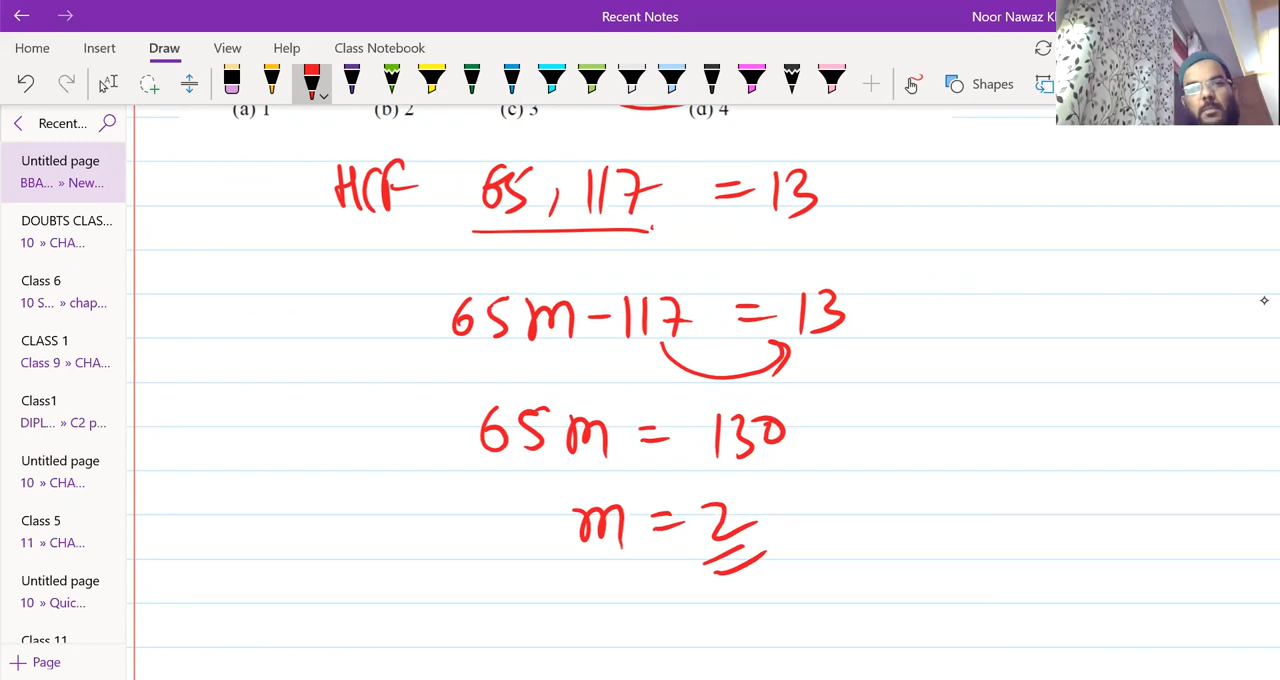 Recent Notes
Noor Nawaz Kh
Home Insert Draw View Help Class Notebook
Shapes
Recent...
Untitled page
BBA... » New...
DOUBTS CLAS...
10 » CHA...
Class 6
10 S... » chap...
CLASS 1
Class 9 » CHA...
Class1
DIPL... » C2 p...
Untitled page
10 » CHA...
Class 5
11 » CHA...
Untitled page
10 » Quic...
Class 11
+ Page
(a) 1 (b) 2 (c) 3 (d) 4
HCF 65, 117 = 13
65m - 117 = 13
65m = 130
m = 2